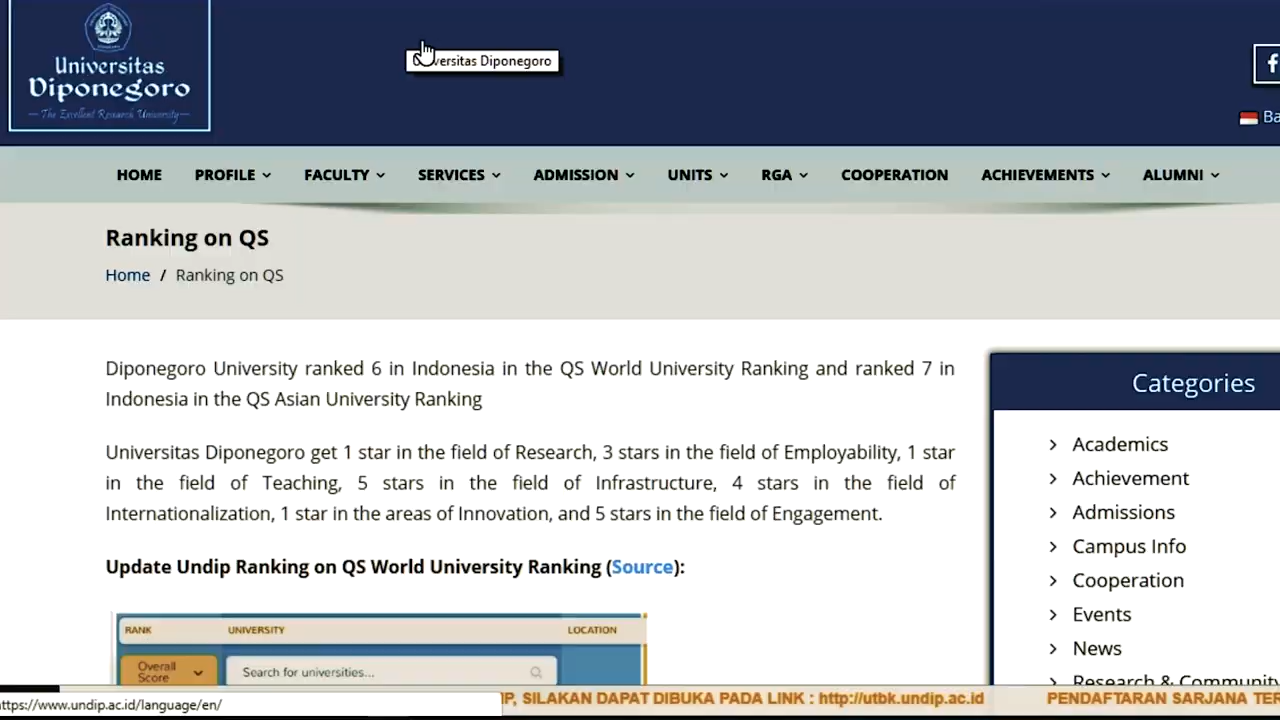 Universitas
Diponegoro
The Excellent Research University
versitas Diponegoro
f
Ba
HOME PROFILE FACULTY SERVICES ADMISSION UNITS RGA COOPERATION ACHIEVEMENTS ALUMNI
Ranking on QS
Home / Ranking on QS
Diponegoro University ranked 6 in Indonesia in the QS World University Ranking and ranked 7 in
Indonesia in the QS Asian University Ranking
Universitas Diponegoro get 1 star in the field of Research, 3 stars in the field of Employability, 1 star
in the field of Teaching, 5 stars in the field of Infrastructure, 4 stars in the field of
Internationalization, 1 star in the areas of Innovation, and 5 stars in the field of Engagement.
Update Undip Ranking on QS World University Ranking (Source):
RANK UNIVERSITY LOCATION
Overall
Score
Search for universities...
Categories
Academics
Achievement
Admissions
Campus Info
Cooperation
Events
News
Research & Community
IP, SILAKAN DAPAT DIBUKA PADA LINK : http://utbk.undip.ac.id PENDAFTARAN SARJANA TER
ttps://www.undip.ac.id/language/en/